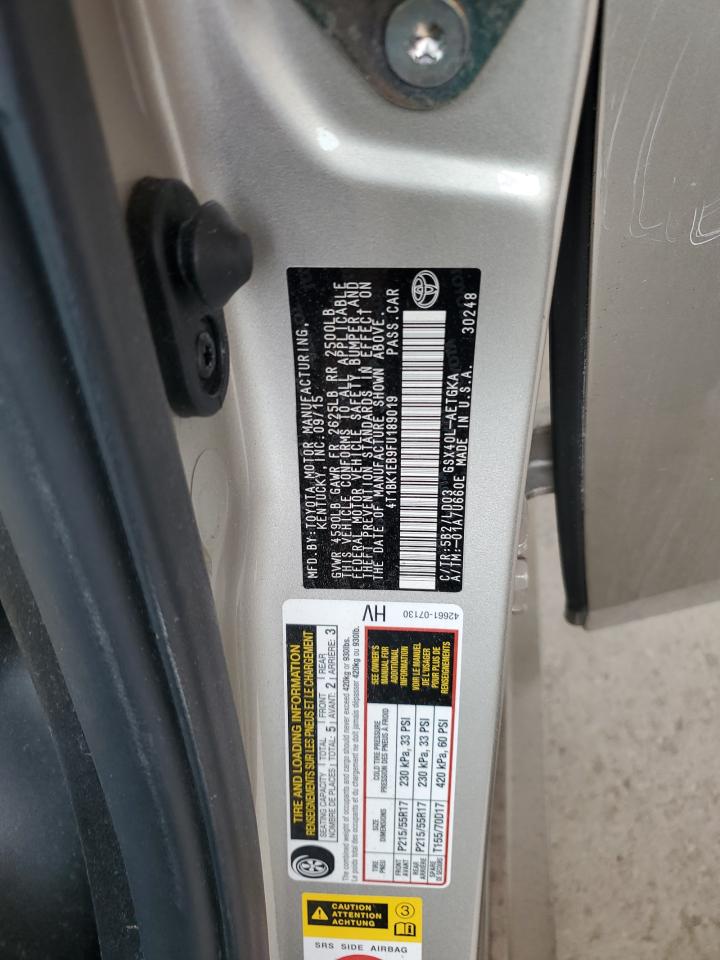 MFD.BY:TOYOTA MOTOR MANUFACTURING,
KENTUCKY, INC.09/15
GVWR 4590LB GAWR FR 2625LB RR 2500LB
THIS VEHICLE CONFORMS TO ALL APPLICABLE
FEDERAL MOTOR VEHICLE SAFETY, BUMPER AND
THEFT PREVENTION STANDARDS IN EFFECT ON
THE DATE OF MANUFACTURE SHOWN ABOVE.
4T1BK1EB9FU189019 PASS.CAR
C/TR:5B2/LD03 GSX40L-AETGKA
A/TM:-01A/U660E MADE IN U.S.A. 30248
TIRE AND LOADING INFORMATION
RENSEIGNEMENTS SUR LES PNEUS ET LE CHARGEMENT
SEATING CAPACITY | TOTAL | FRONT | REAR
NOMBRE DE PLACES | TOTAL: 5 | AVANT: 2 | ARRIÈRE: 3
The combined weight of occupants and cargo should never exceed 420kg or 930lbs.
Le poids total des occupants et du chargement ne doit jamais dépasser 420kg ou 930lb.
HV
TIRE SIZE COLD TIRE PRESSURE
PNEU DIMENSIONS PRESSION DES PNEUS À FROID
FRONT
AVANT P215/55R17 230 kPa, 33 PSI
REAR
ARRIÈRE P215/55R17 230 kPa, 33 PSI
SPARE
DE SECOURS T155/70D17 420 kPa, 60 PSI
SEE OWNER'S
MANUAL FOR
ADDITIONAL
INFORMATION
VOIR LE MANUEL
DE L'USAGER
POUR PLUS DE
RENSEIGNEMENTS
42661-07130
CAUTION
ATTENTION
ACHTUNG
3
SRS SIDE AIRBAG